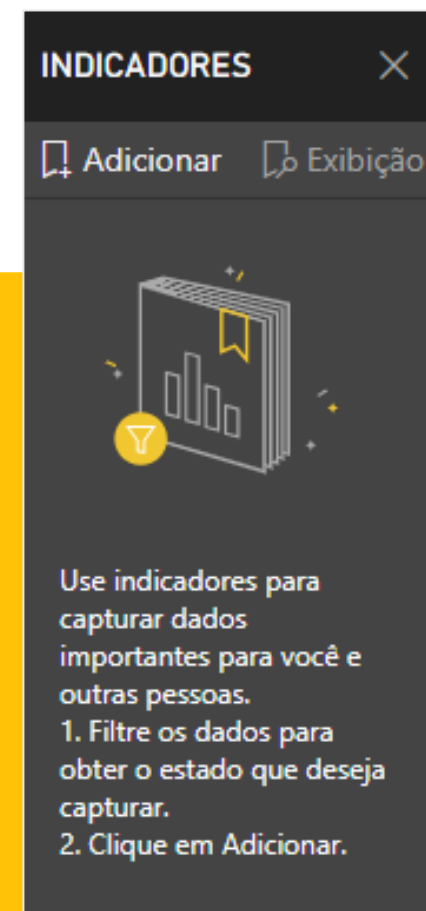 INDICADORES
Adicionar Exibição
Use indicadores para
capturar dados
importantes para você e
outras pessoas.
1. Filtre os dados para
obter o estado que deseja
capturar.
2. Clique em Adicionar.